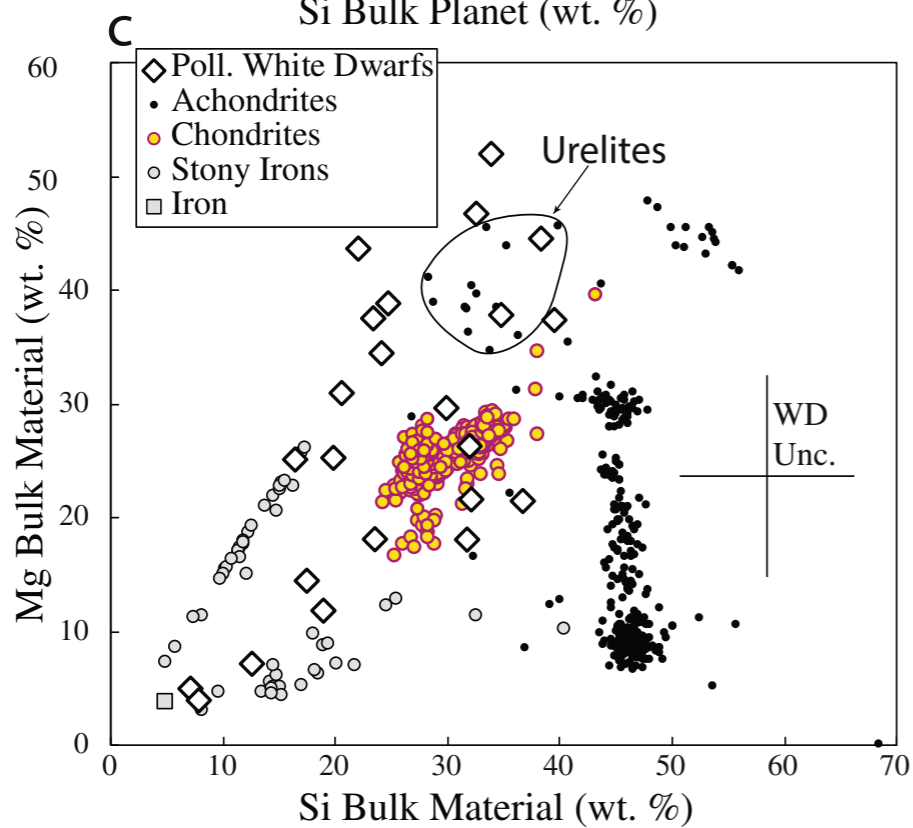 Si Bulk Planet (wt. %)
C
60
Poll. White Dwarfs
Achondrites
Chondrites
Stony Irons
Iron
Urelites
50
40
30
20
10
0
Mg Bulk Material (wt. %)
WD
Unc.
0 10 20 30 40 50 60 70
Si Bulk Material (wt. %)